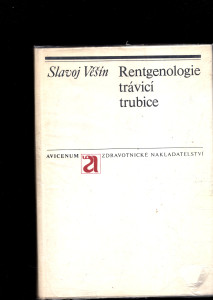 Slavoj Věšín
Rentgenologie
trávicí
trubice
AVICENUM
a
ZDRAVOTNICKÉ NAKLADATELSTVÍ